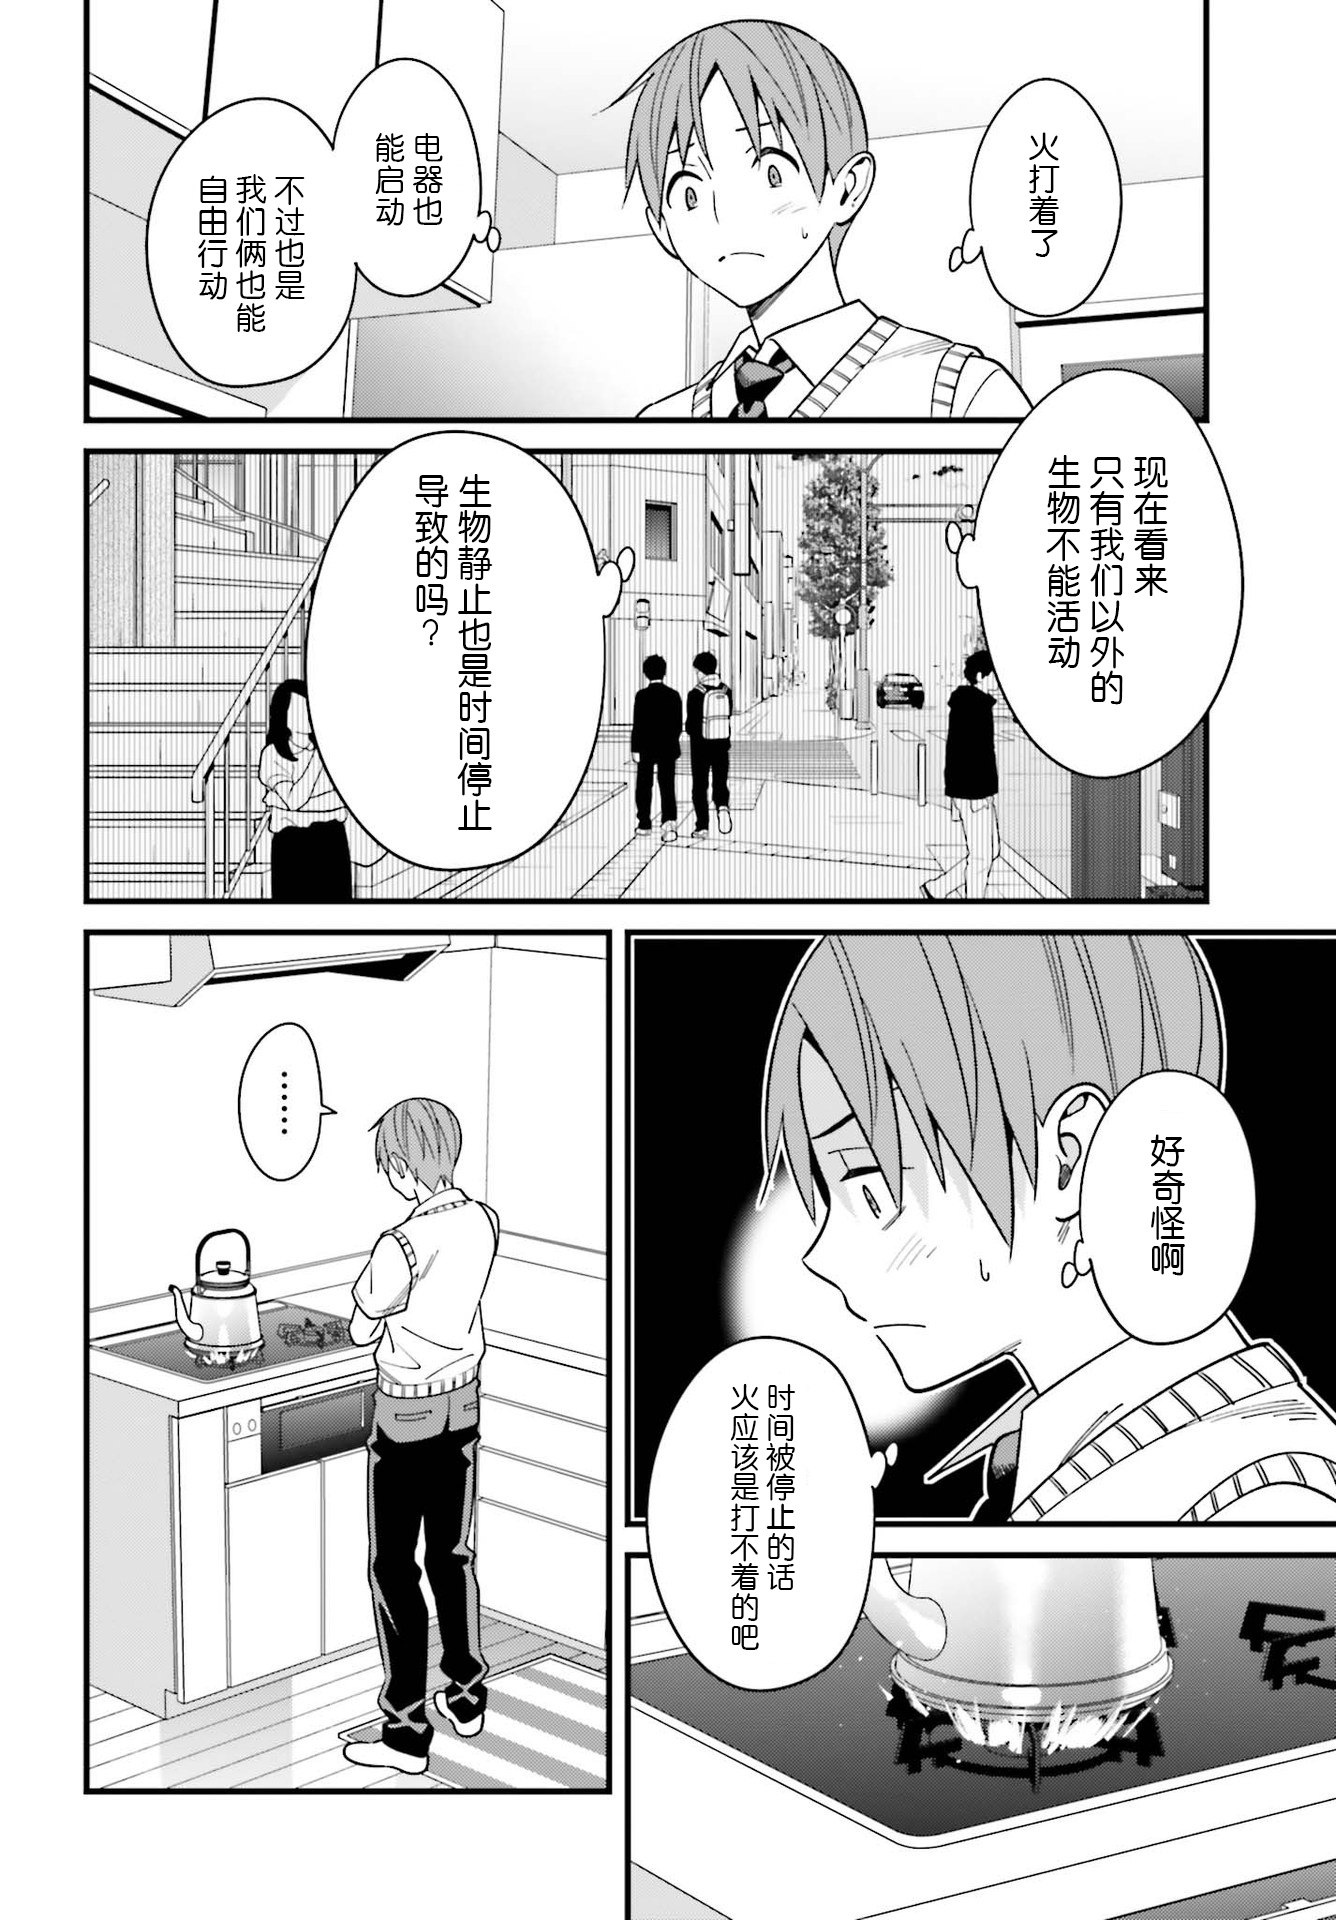 火打着了
电器也
能启动
不过也是
我们俩也能
自由行动
现在看来
只有我们以外的
生物不能活动
生物静止也是时间停止
导致的吗？
好奇怪啊
时间被停止的话
火应该是打不着的吧
……